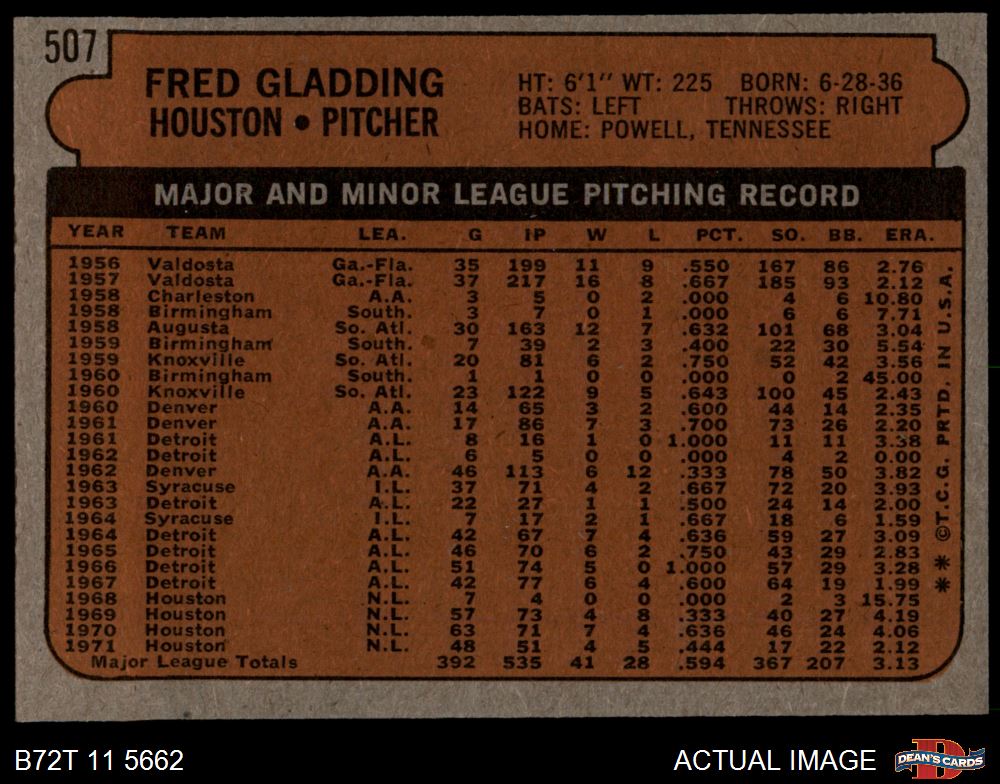 507
FRED GLADDING
HOUSTON • PITCHER
HT: 6'1" WT: 225 BORN: 6-28-36
BATS: LEFT THROWS: RIGHT
HOME: POWELL, TENNESSEE
MAJOR AND MINOR LEAGUE PITCHING RECORD
YEAR TEAM LEA. G IP W L PCT. SO. BB. ERA.
1956 Valdosta Ga.-Fla. 35 199 11 9 .550 167 86 2.76
1957 Valdosta Ga.-Fla. 37 217 16 8 .667 185 93 2.12
1958 Charleston A.A. 3 5 0 2 .000 4 6 10.80
1958 Birmingham South. 3 7 0 1 .000 6 6 7.71
1958 Augusta So. Atl. 30 163 12 7 .632 101 68 3.04
1959 Birmingham South. 7 39 2 3 .400 22 30 5.54
1959 Knoxville So. Atl. 20 81 6 2 .750 52 42 3.56
1960 Birmingham South. 1 1 0 0 .000 0 2 45.00
1960 Knoxville So. Atl. 23 122 9 5 .643 100 45 2.43
1960 Denver A.A. 14 65 3 2 .600 44 14 2.35
1961 Denver A.A. 17 86 7 3 .700 73 26 2.20
1961 Detroit A.L. 8 16 1 0 1.000 11 11 3.38
1962 Detroit A.L. 6 5 0 0 .000 4 2 0.00
1962 Denver A.A. 46 113 6 12 .333 78 50 3.82
1963 Syracuse I.L. 37 71 4 2 .667 72 20 3.93
1963 Detroit A.L. 22 27 1 1 .500 24 14 2.00
1964 Syracuse I.L. 7 17 2 1 .667 18 6 1.59
1964 Detroit A.L. 42 67 7 4 .636 59 27 3.09
1965 Detroit A.L. 46 70 6 2 .750 43 29 2.83
1966 Detroit A.L. 51 74 5 0 1.000 57 29 3.28
1967 Detroit A.L. 42 77 6 4 .600 64 19 1.99
1968 Houston N.L. 7 4 0 0 .000 2 3 15.75
1969 Houston N.L. 57 73 4 8 .333 40 27 4.19
1970 Houston N.L. 63 71 7 4 .636 46 24 4.06
1971 Houston N.L. 48 51 4 5 .444 17 22 2.12
Major League Totals 392 535 41 28 .594 367 207 3.13
** ©T.C.G. PRTD. IN U.S.A.
B72T 11 5662
ACTUAL IMAGE
D
DEAN'S CARDS